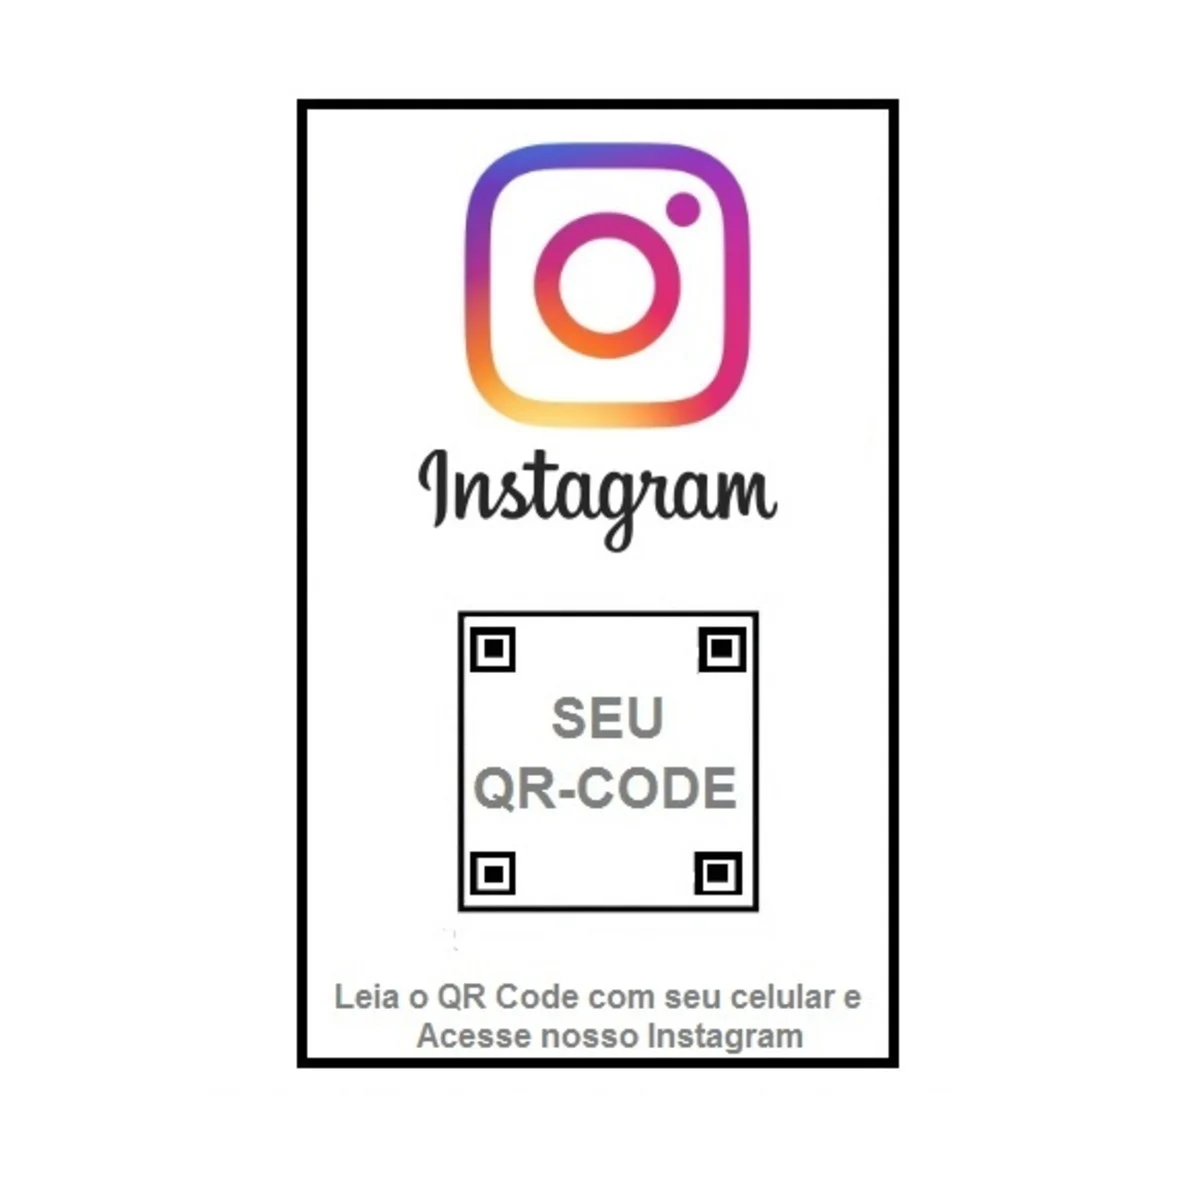 Instagram
SEU
QR-CODE
Leia o QR Code com seu celular e
Acesse nosso Instagram